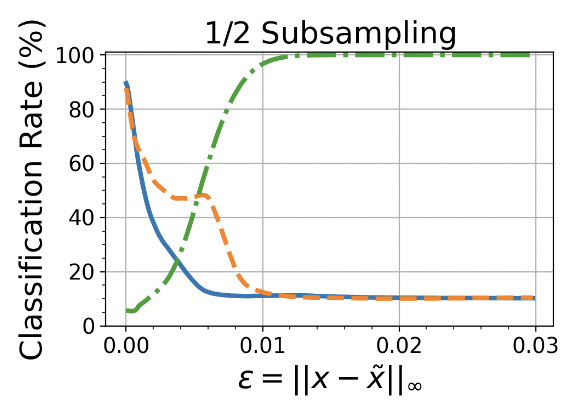 1/2 Subsampling
Classification Rate (%)
100
80
60
40
20
0
0.00 0.01 0.02 0.03
ε = ||x − x̃||∞